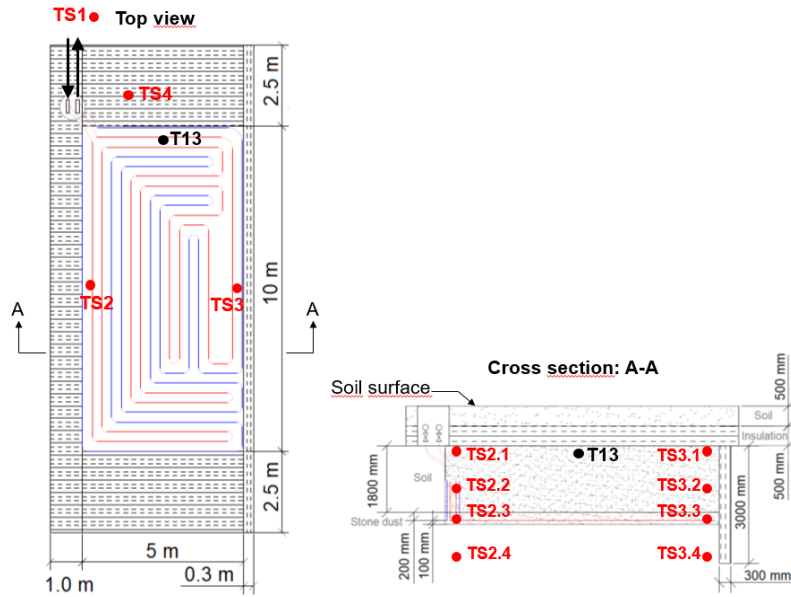 TS1
Top view
TS4
T13
2.5 m
TS2
TS3
10 m
A
A
2.5 m
5 m
1.0 m
0.3 m
Cross section: A-A
Soil surface
500 mm
Soil
Insulation
TS2.1
T13
TS3.1
500 mm
1800 mm
Soil
TS2.2
TS3.2
TS2.3
TS3.3
3000 mm
Stone dust
200 mm
100 mm
TS2.4
TS3.4
300 mm